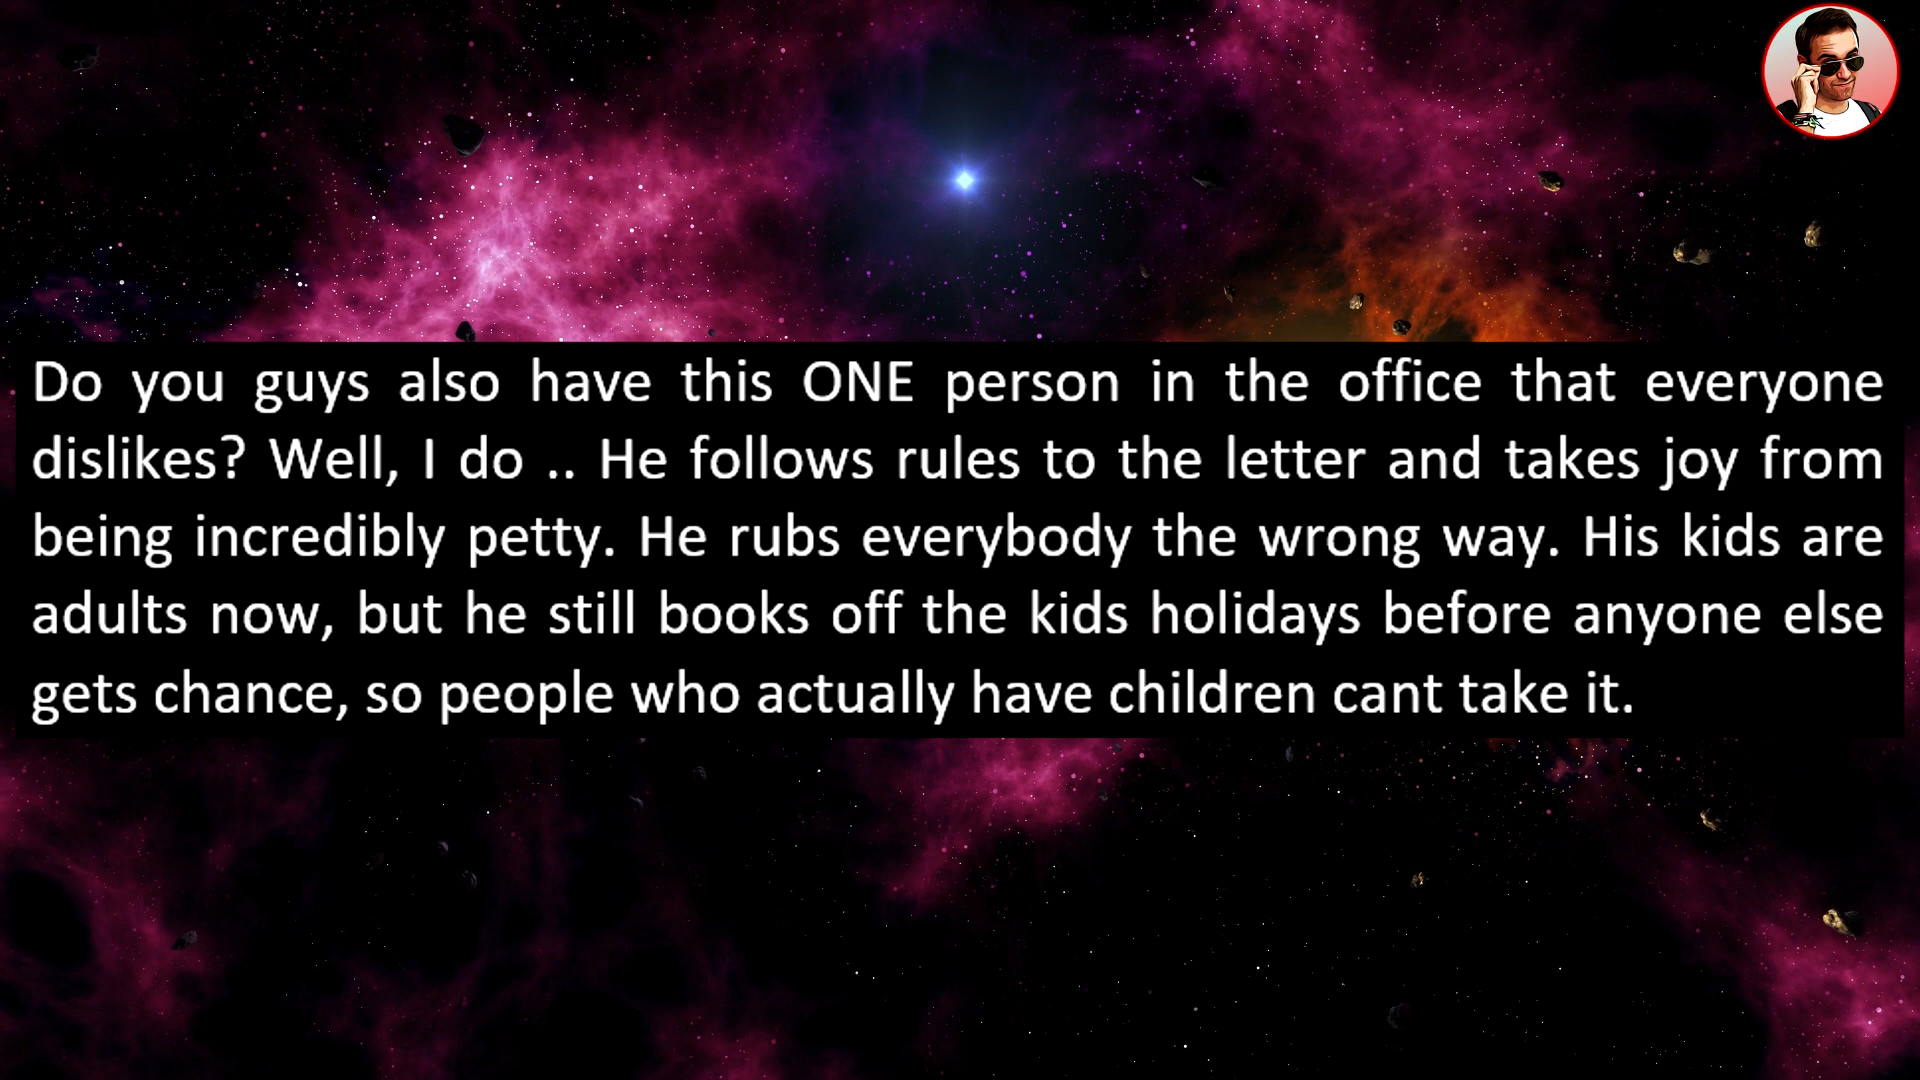 Do you guys also have this ONE person in the office that everyone
dislikes? Well, I do .. He follows rules to the letter and takes joy from
being incredibly petty. He rubs everybody the wrong way. His kids are
adults now, but he still books off the kids holidays before anyone else
gets chance, so people who actually have children cant take it.